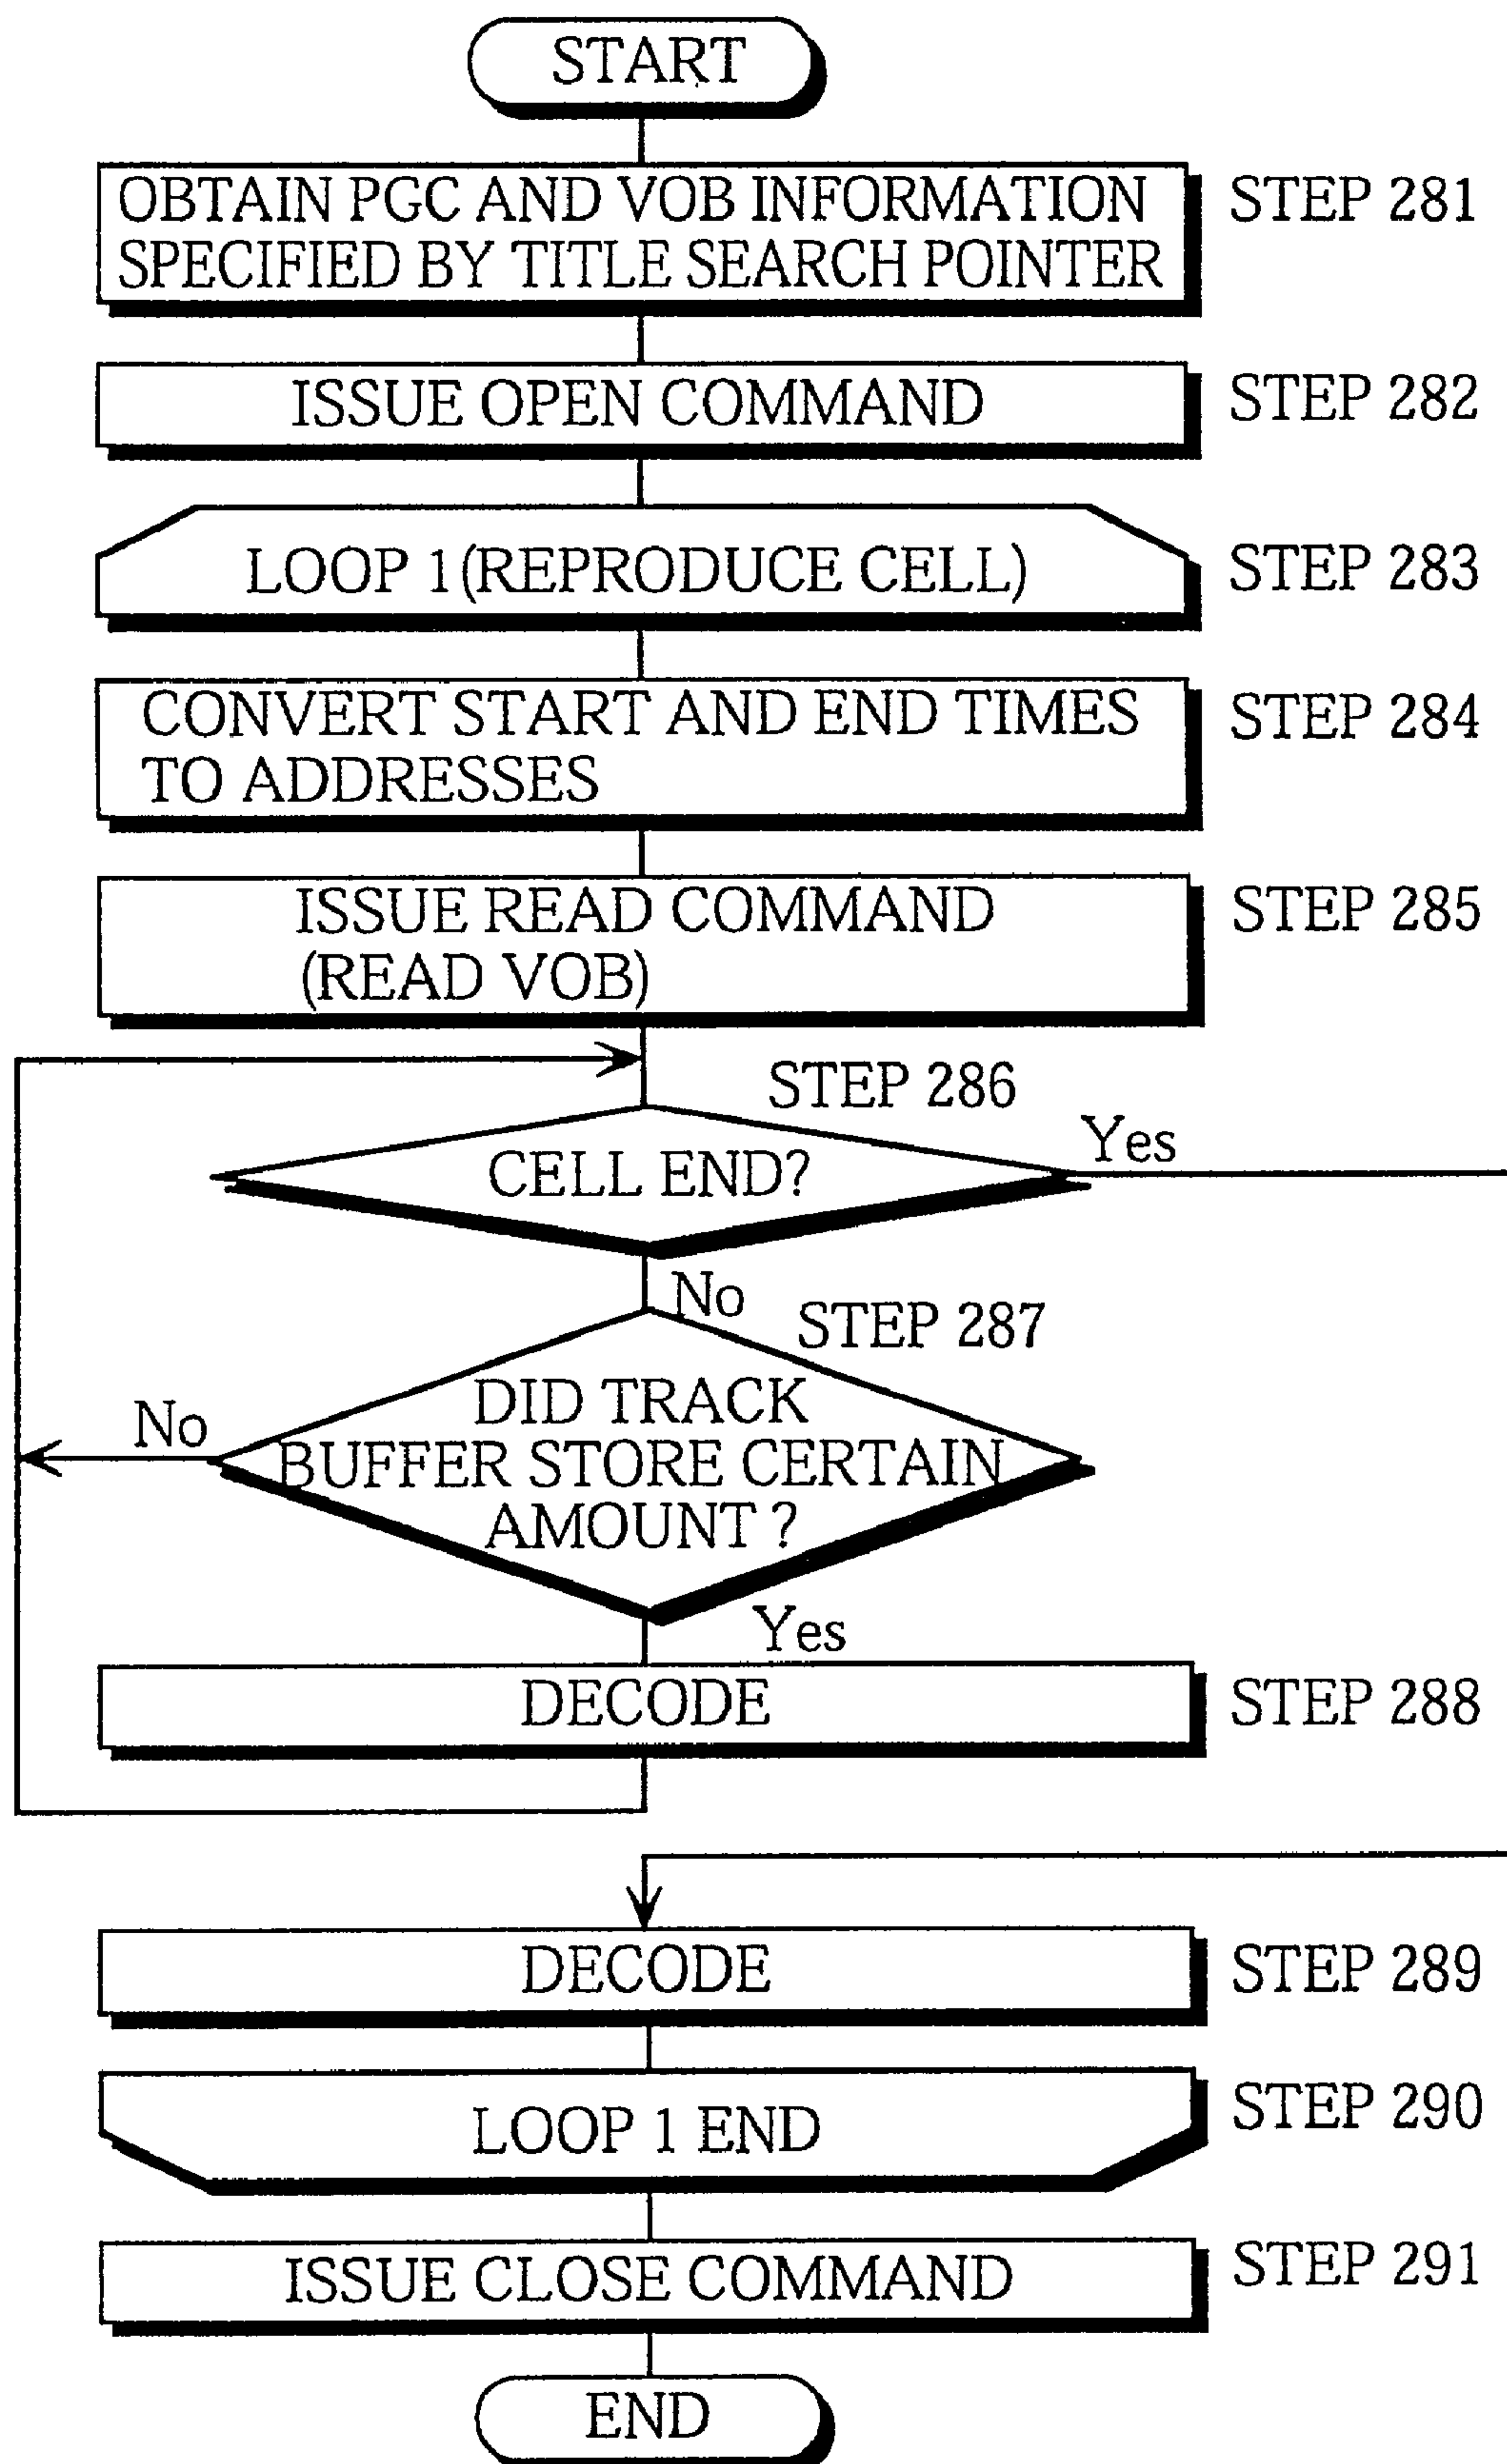 START
OBTAIN PGC AND VOB INFORMATION
SPECIFIED BY TITLE SEARCH POINTER
STEP 281
ISSUE OPEN COMMAND
STEP 282
LOOP 1 (REPRODUCE CELL)
STEP 283
CONVERT START AND END TIMES
TO ADDRESSES
STEP 284
ISSUE READ COMMAND
(READ VOB)
STEP 285
STEP 286
CELL END?
Yes
No
STEP 287
DID TRACK
BUFFER STORE CERTAIN
AMOUNT ?
No
Yes
DECODE
STEP 288
DECODE
STEP 289
LOOP 1 END
STEP 290
ISSUE CLOSE COMMAND
STEP 291
END